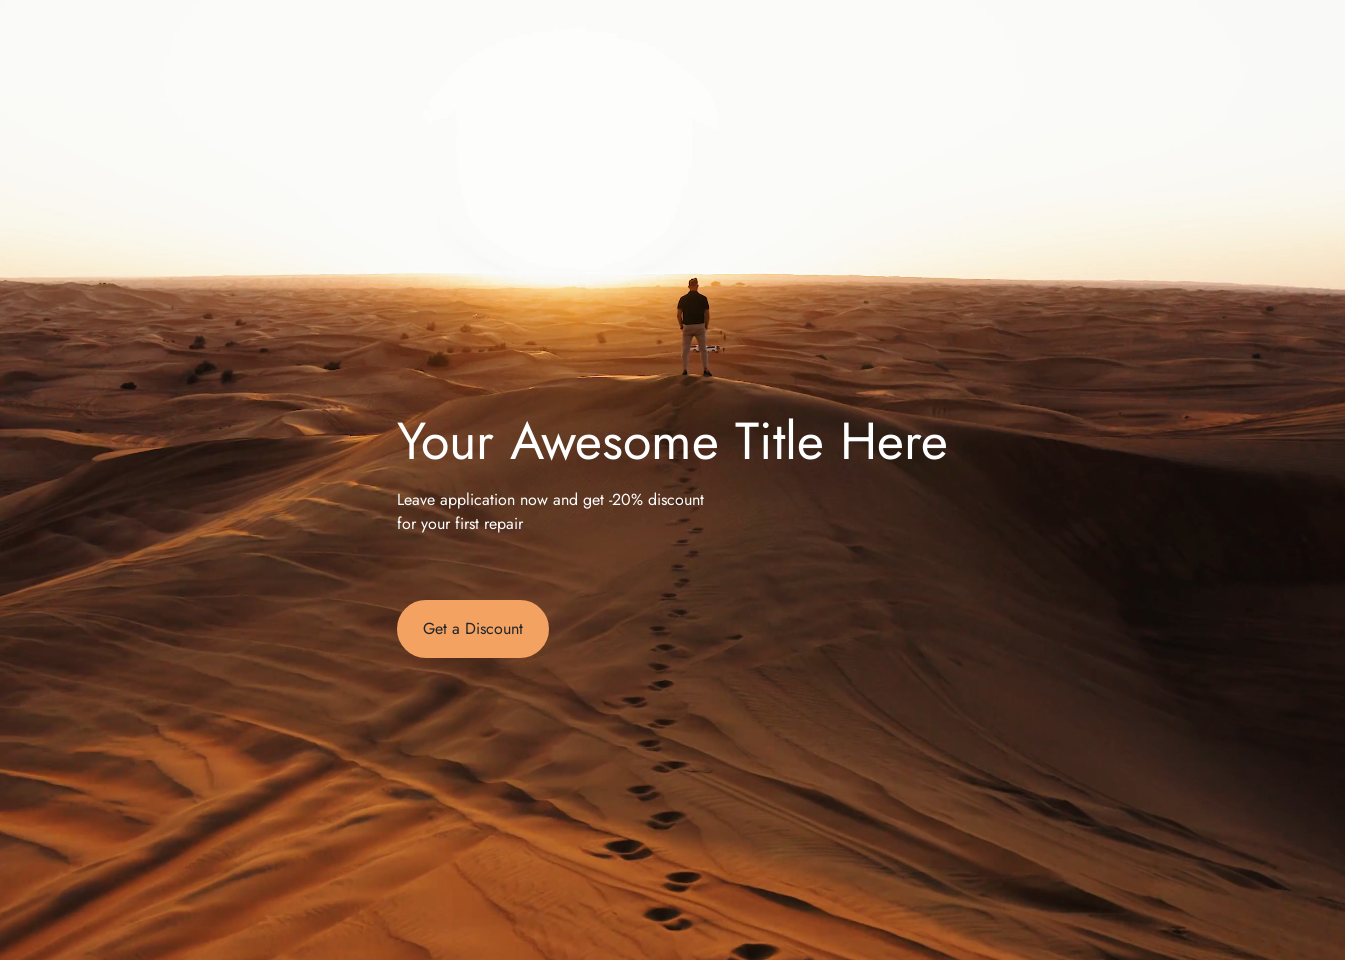 Your Awesome Title Here
Leave application now and get -20% discount
for your first repair
Get a Discount